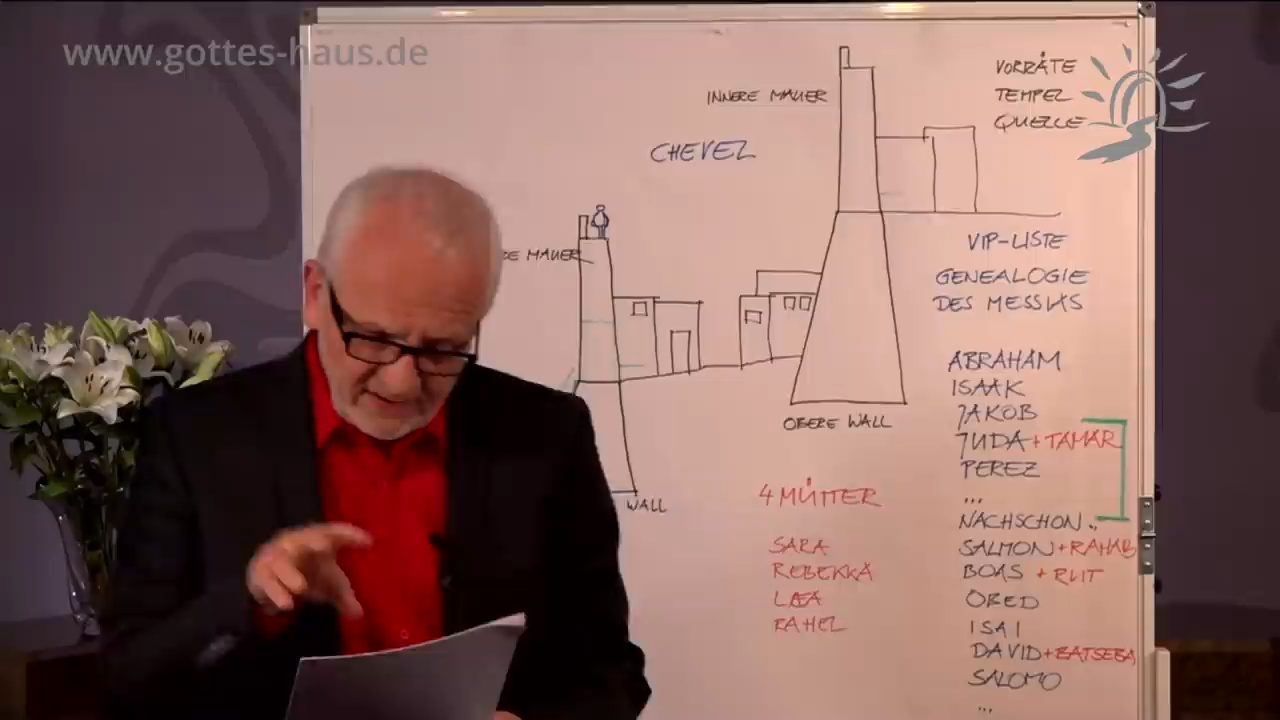 www.gottes-haus.de
INNERE MAUER
VORRÄTE
TEMPEL
QUELLE
CHEVEL
DE MAUER
VIP-LISTE
GENEALOGIE
DES MESSIAS
ABRAHAM
ISAAK
JAKOB
JUDA + TAMAR
PEREZ
...
NACHSCHON ..
SALMON + RAHAB
BOAS + RUT
OBED
ISAI
DAVID + BATSEBA
SALOMO
...
OBERE WALL
WALL
4 MÜTTER
SARA
REBEKKA
LEA
RAHEL